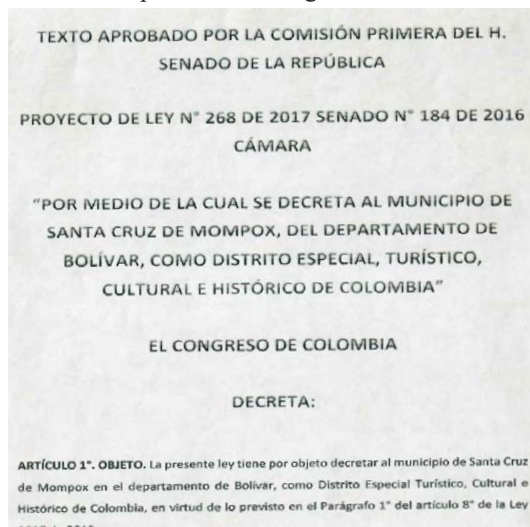 TEXTO APROBADO POR LA COMISIÓN PRIMERA DEL H.
SENADO DE LA REPÚBLICA
PROYECTO DE LEY N° 268 DE 2017 SENADO N° 184 DE 2016
CÁMARA
"POR MEDIO DE LA CUAL SE DECRETA AL MUNICIPIO DE
SANTA CRUZ DE MOMPOX, DEL DEPARTAMENTO DE
BOLÍVAR, COMO DISTRITO ESPECIAL, TURÍSTICO,
CULTURAL E HISTÓRICO DE COLOMBIA"
EL CONGRESO DE COLOMBIA
DECRETA:
ARTÍCULO 1°. OBJETO. La presente ley tiene por objeto decretar al municipio de Santa Cruz
de Mompox en el departamento de Bolívar, como Distrito Especial Turístico, Cultural e
Histórico de Colombia, en virtud de lo previsto en el Parágrafo 1° del artículo 8° de la Ley